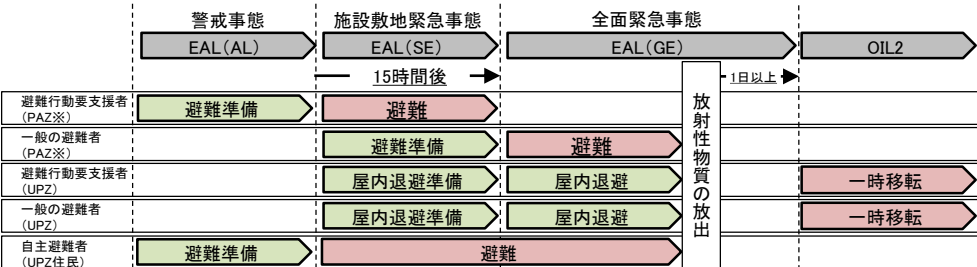 警戒事態 施設敷地緊急事態 全面緊急事態
EAL(AL) EAL(SE) EAL(GE) OIL2
15時間後 1日以上
避難行動要支援者
(PAZ※)
避難準備 避難
一般の避難者
(PAZ※)
避難準備 避難
避難行動要支援者
(UPZ)
屋内退避準備 屋内退避 一時移転
一般の避難者
(UPZ)
屋内退避準備 屋内退避 一時移転
自主避難者
(UPZ住民)
避難準備 避難
放射性物質の放出